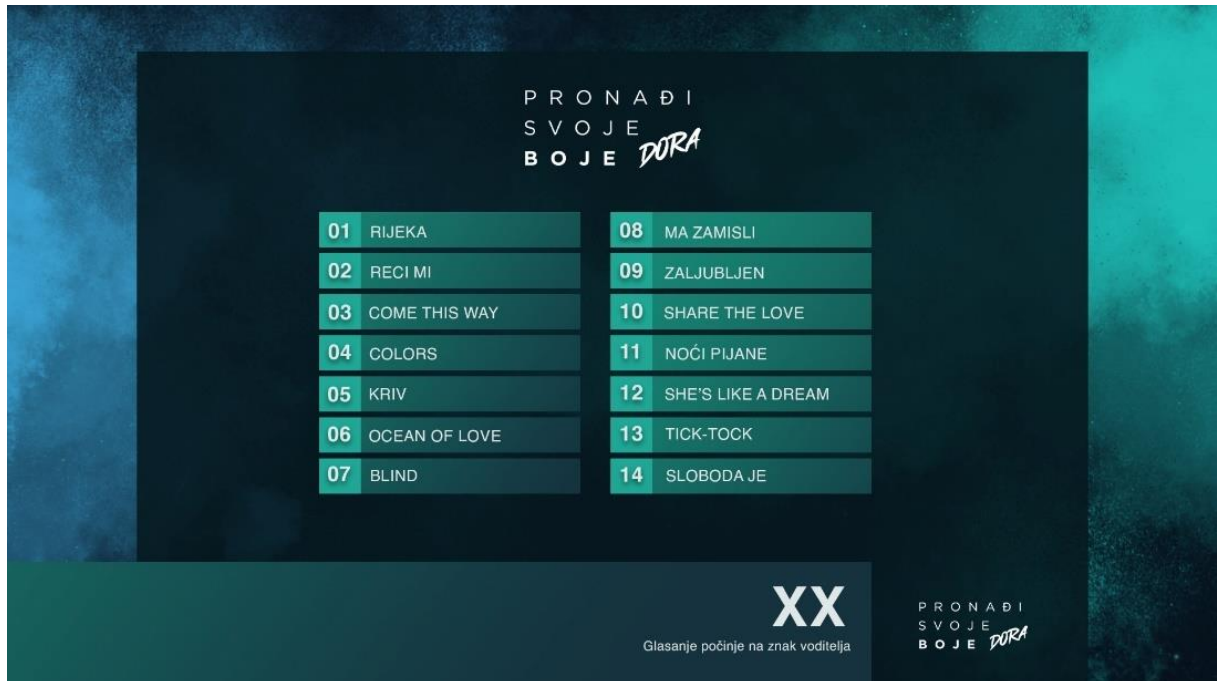 PRONAĐI
SVOJE
BOJE DORA
01 RIJEKA
02 RECI MI
03 COME THIS WAY
04 COLORS
05 KRIV
06 OCEAN OF LOVE
07 BLIND
08 MA ZAMISLI
09 ZALJUBLJEN
10 SHARE THE LOVE
11 NOĆI PIJANE
12 SHE'S LIKE A DREAM
13 TICK-TOCK
14 SLOBODA JE
XX
Glasanje počinje na znak voditelja
PRONAĐI
SVOJE
BOJE DORA